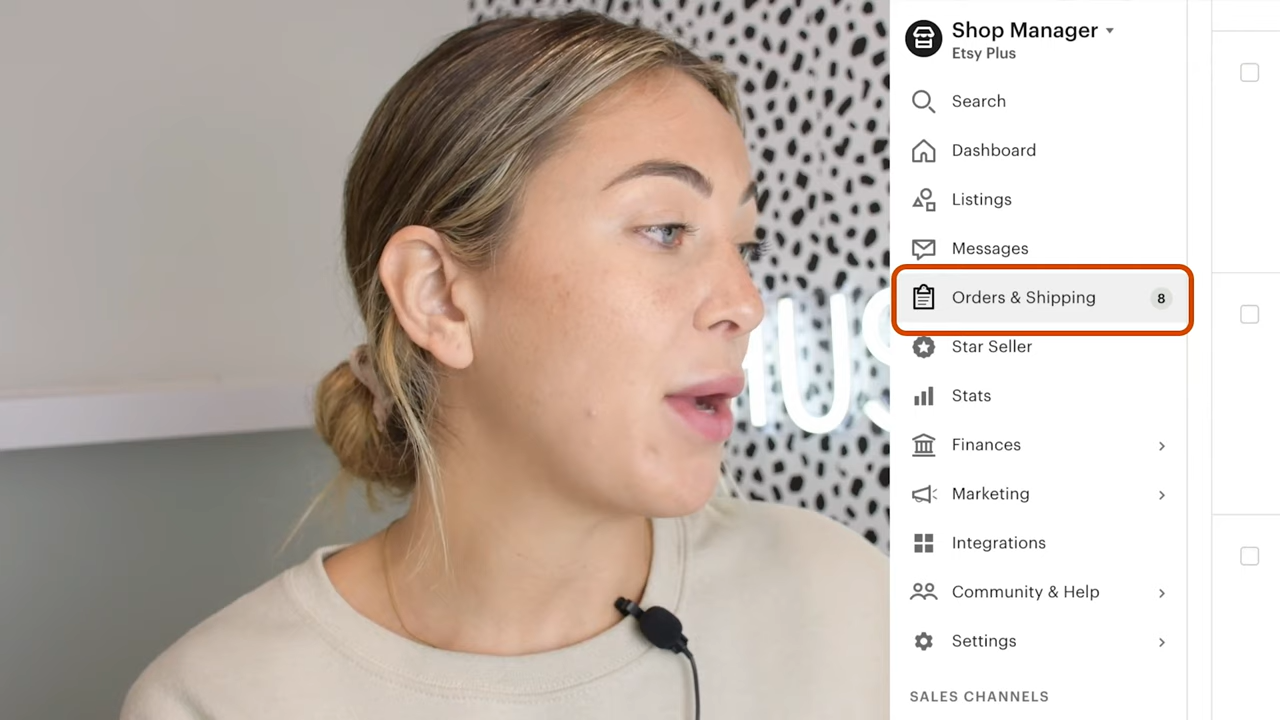 Shop Manager
Etsy Plus
Search
Dashboard
Listings
Messages
Orders & Shipping 8
Star Seller
Stats
Finances
Marketing
Integrations
Community & Help
Settings
SALES CHANNELS